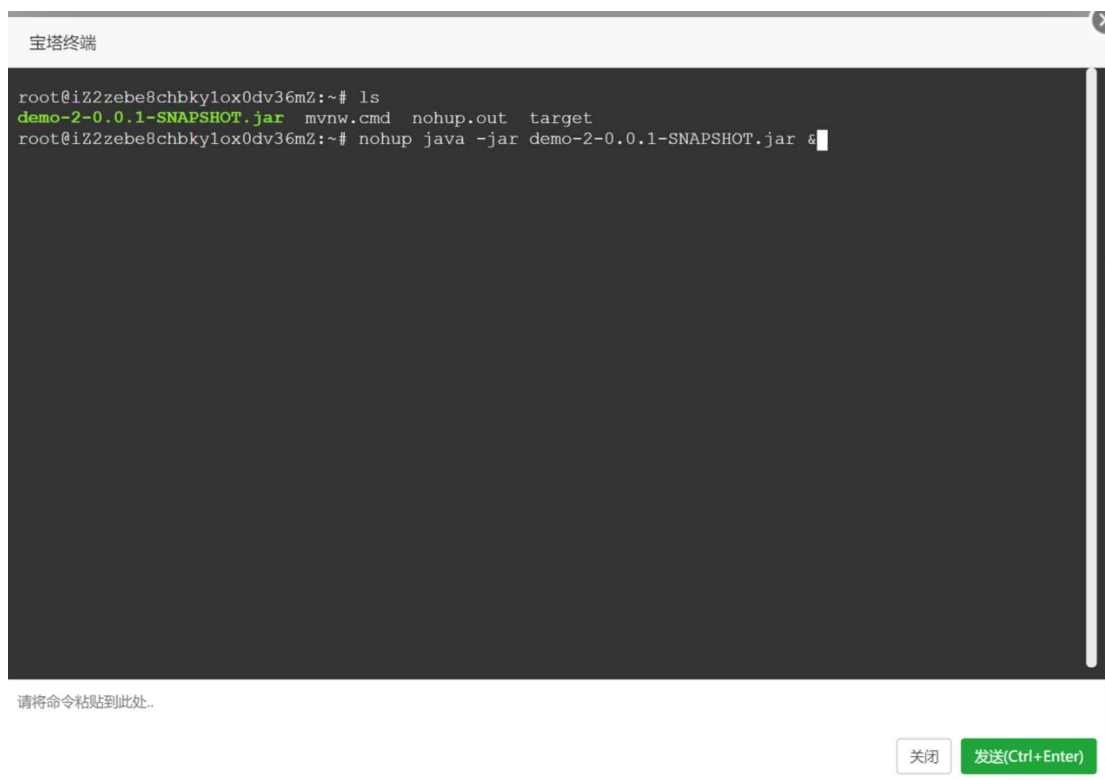 宝塔终端
root@iZ2zebe8chbky1ox0dv36mZ:~# ls
demo-2-0.0.1-SNAPSHOT.jar  mvnw.cmd  nohup.out  target
root@iZ2zebe8chbky1ox0dv36mZ:~# nohup java -jar demo-2-0.0.1-SNAPSHOT.jar &
请将命令粘贴到此处..
关闭 发送(Ctrl+Enter)